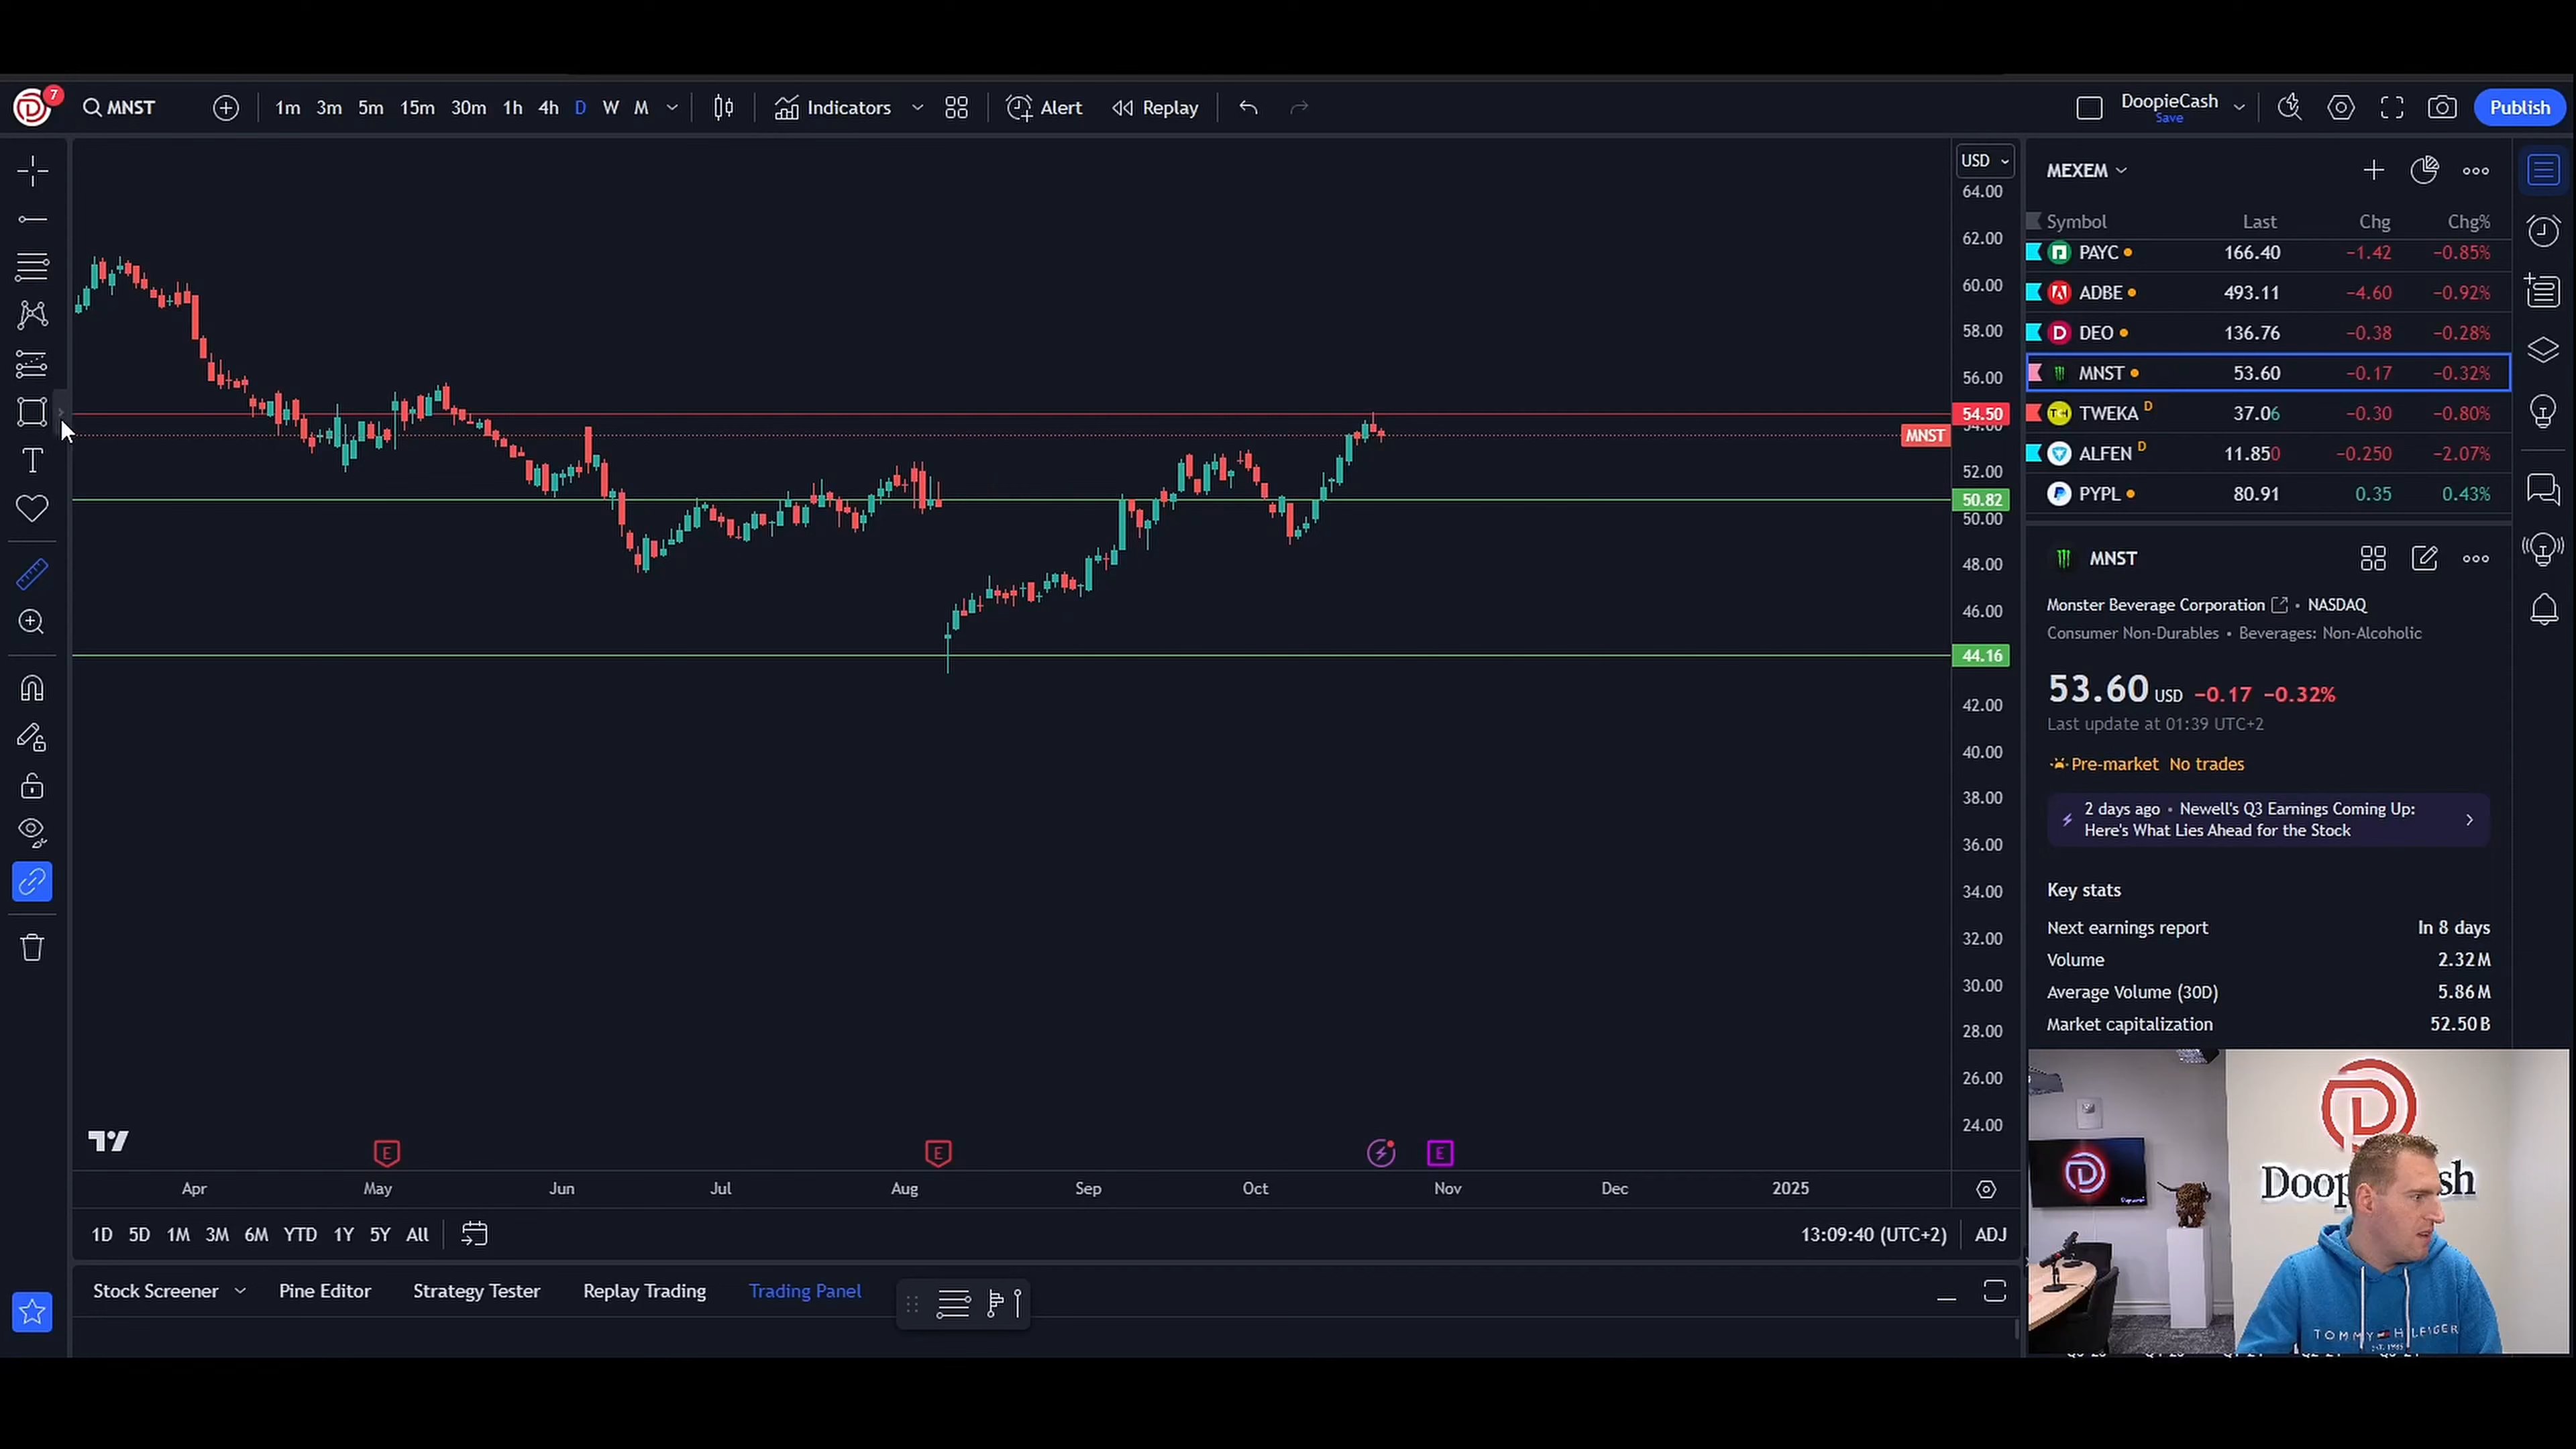 7
MNST
1m 3m 5m 15m 30m 1h 4h D W M
Indicators
Alert
Replay
DoopieCash
Save
Publish
USD
64.00
62.00
60.00
58.00
56.00
54.50
MNST
52.00
50.82
50.00
48.00
46.00
44.16
42.00
40.00
38.00
36.00
34.00
32.00
30.00
28.00
26.00
24.00
E E E
Apr May Jun Jul Aug Sep Oct Nov Dec 2025
1D 5D 1M 3M 6M YTD 1Y 5Y All
13:09:40 (UTC+2) ADJ
Stock Screener Pine Editor Strategy Tester Replay Trading Trading Panel
MEXEM
Symbol Last Chg Chg%
PAYC 166.40 −1.42 −0.85%
ADBE 493.11 −4.60 −0.92%
DEO 136.76 −0.38 −0.28%
MNST 53.60 −0.17 −0.32%
TWEKA D 37.06 −0.30 −0.80%
ALFEN D 11.850 −0.250 −2.07%
PYPL 80.91 0.35 0.43%
MNST
Monster Beverage Corporation • NASDAQ
Consumer Non-Durables • Beverages: Non-Alcoholic
53.60 USD −0.17 −0.32%
Last update at 01:39 UTC+2
Pre-market No trades
2 days ago • Newell's Q3 Earnings Coming Up:
Here's What Lies Ahead for the Stock
Key stats
Next earnings report In 8 days
Volume 2.32M
Average Volume (30D) 5.86M
Market capitalization 52.50B
TOMMY HILFIGER